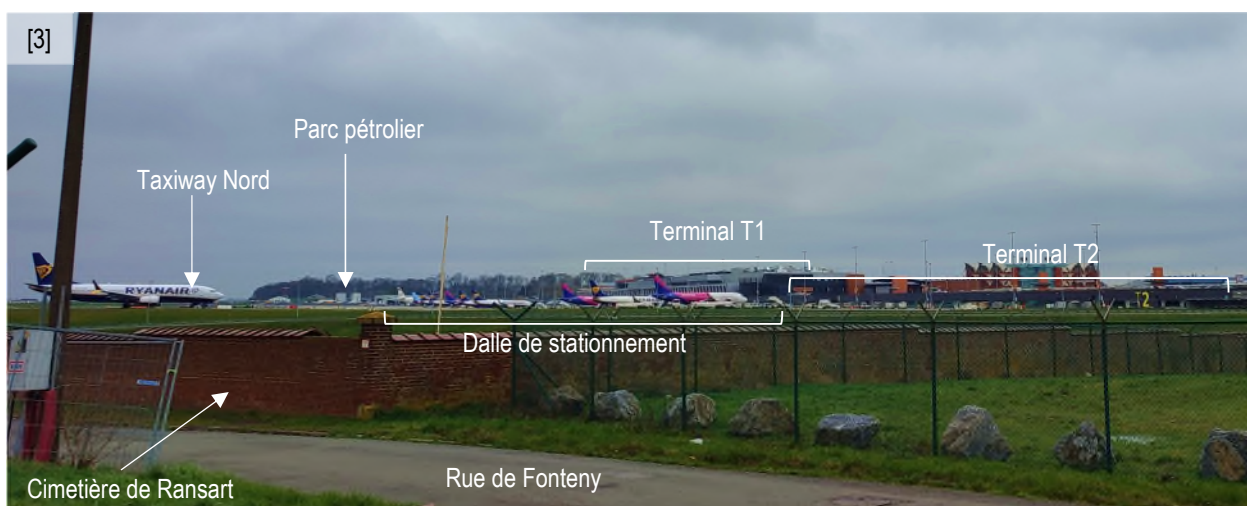 [3]
Parc pétrolier
Taxiway Nord
Terminal T1
Terminal T2
RYANAIR
T2
Dalle de stationnement
Cimetière de Ransart
Rue de Fonteny